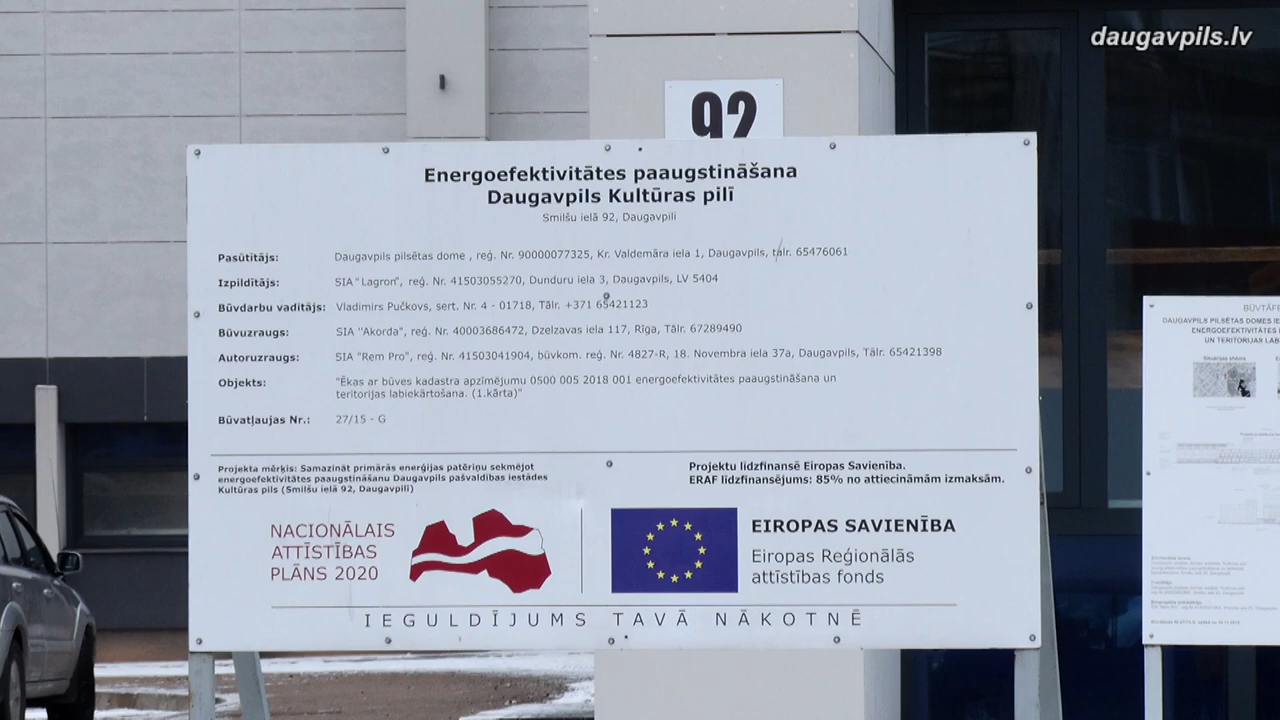 daugavpils.lv
92
Energoefektivitātes paaugstināšana
Daugavpils Kultūras pilī
Smilšu ielā 92, Daugavpilī
Pasūtītājs: Daugavpils pilsētas dome , reģ. Nr. 90000077325, Kr. Valdemāra iela 1, Daugavpils, tālr. 65476061
Izpildītājs: SIA "Lagron", reģ. Nr. 41503055270, Dunduru iela 3, Daugavpils, LV 5404
Būvdarbu vadītājs: Vladimirs Pučkovs, sert. Nr. 4 - 01718, Tālr. +371 65421123
Būvuzraugs: SIA "Akorda", reģ. Nr. 40003686472, Dzelzavas iela 117, Rīga, Tālr. 67289490
Autoruzraugs: SIA "Rem Pro", reģ. Nr. 41503041904, būvkom. reģ. Nr. 4827-R, 18. Novembra iela 37a, Daugavpils, Tālr. 65421398
Objekts: "Ēkas ar būves kadastra apzīmējumu 0500 005 2018 001 energoefektivitātes paaugstināšana un
teritorijas labiekārtošana. (1.kārta)"
Būvatļaujas Nr.: 27/15 - G
Projekta mērķis: Samazināt primārās enerģijas patēriņu sekmējot
energoefektivitātes paaugstināšanu Daugavpils pašvaldības iestādes
Kultūras pils (Smilšu ielā 92, Daugavpilī)
Projektu līdzfinansē Eiropas Savienība.
ERAF līdzfinansējums: 85% no attiecināmām izmaksām.
NACIONĀLAIS
ATTĪSTĪBAS
PLĀNS 2020
EIROPAS SAVIENĪBA
Eiropas Reģionālās
attīstības fonds
IEGULDĪJUMS TAVĀ NĀKOTNĒ
DAUGAVPILS PILSĒTAS DOMES
ENERGOEFEKTIVITĀTES
UN TERITORIJAS
Situācijas shēma